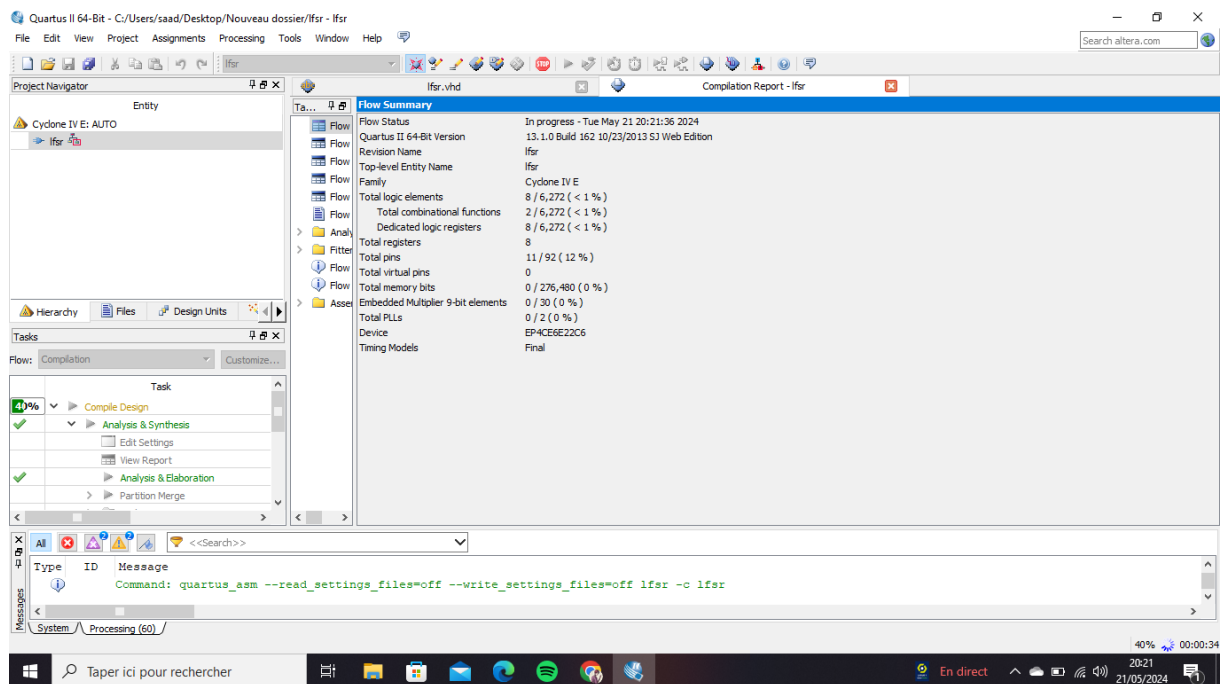 Quartus II 64-Bit - C:/Users/saad/Desktop/Nouveau dossier/lfsr - lfsr
File Edit View Project Assignments Processing Tools Window Help
Search altera.com
lfsr
Project Navigator
Entity
Cyclone IV E: AUTO
lfsr
Hierarchy Files Design Units
Tasks
Flow: Compilation Customize...
Task
40% Compile Design
Analysis & Synthesis
Edit Settings
View Report
Analysis & Elaboration
Partition Merge
lfsr.vhd Compilation Report - lfsr
Ta...
Flow
Flow
Flow
Flow
Flow
Flow
Analy
Fitter
Flow
Flow
Asser
Flow Summary
Flow Status In progress - Tue May 21 20:21:36 2024
Quartus II 64-Bit Version 13.1.0 Build 162 10/23/2013 SJ Web Edition
Revision Name lfsr
Top-level Entity Name lfsr
Family Cyclone IV E
Total logic elements 8 / 6,272 ( < 1 % )
Total combinational functions 2 / 6,272 ( < 1 % )
Dedicated logic registers 8 / 6,272 ( < 1 % )
Total registers 8
Total pins 11 / 92 ( 12 % )
Total virtual pins 0
Total memory bits 0 / 276,480 ( 0 % )
Embedded Multiplier 9-bit elements 0 / 30 ( 0 % )
Total PLLs 0 / 2 ( 0 % )
Device EP4CE6E22C6
Timing Models Final
All 2 2 <<Search>>
Type ID Message
Command: quartus_asm --read_settings_files=off --write_settings_files=off lfsr -c lfsr
Messages
System Processing (60)
40% 00:00:34
Taper ici pour rechercher
En direct
20:21
21/05/2024
1